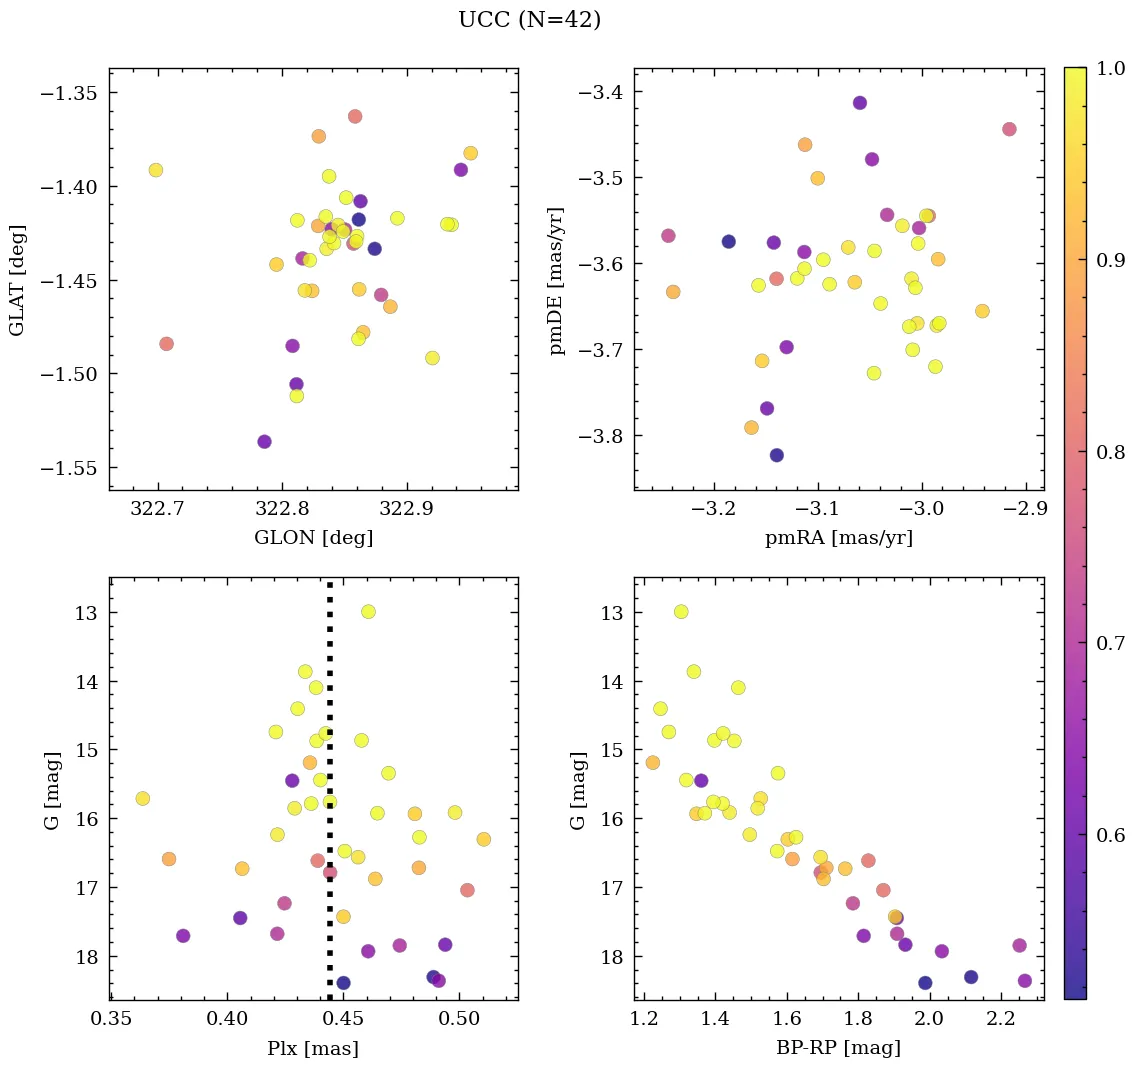 UCC (N=42)
−1.35
−1.40
−1.45
−1.50
−1.55
GLAT [deg]
322.7 322.8 322.9
GLON [deg]
−3.4
−3.5
−3.6
−3.7
−3.8
pmDE [mas/yr]
−3.2 −3.1 −3.0 −2.9
pmRA [mas/yr]
13
14
15
16
17
18
G [mag]
0.35 0.40 0.45 0.50
Plx [mas]
13
14
15
16
17
18
G [mag]
1.2 1.4 1.6 1.8 2.0 2.2
BP-RP [mag]
1.0
0.9
0.8
0.7
0.6